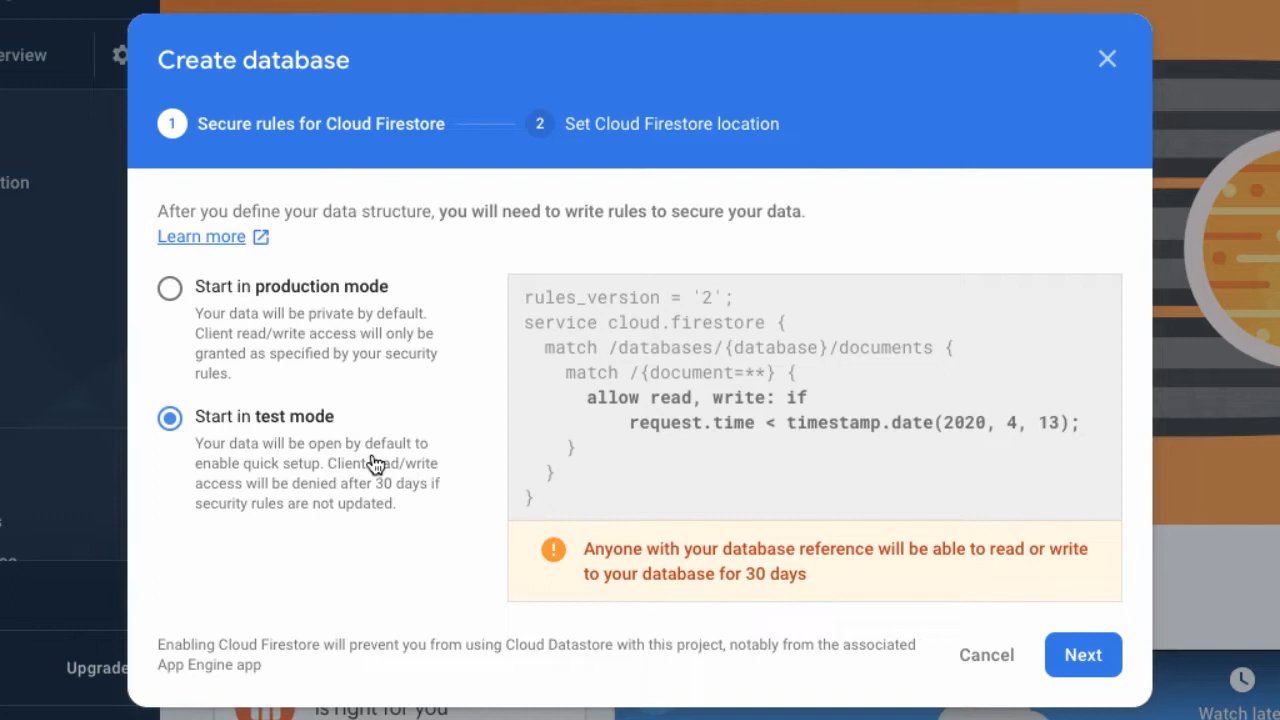 Create database
erview
1 Secure rules for Cloud Firestore
2 Set Cloud Firestore location
tion
After you define your data structure, you will need to write rules to secure your data.
Learn more
Start in production mode
Your data will be private by default.
Client read/write access will only be
granted as specified by your security
rules.
Start in test mode
Your data will be open by default to
enable quick setup. Client read/write
access will be denied after 30 days if
security rules are not updated.
rules_version = '2';
service cloud.firestore {
match /databases/{database}/documents {
match /{document=**} {
allow read, write: if
request.time < timestamp.date(2020, 4, 13);
}
}
}
! Anyone with your database reference will be able to read or write
to your database for 30 days
Enabling Cloud Firestore will prevent you from using Cloud Datastore with this project, notably from the associated
App Engine app
Cancel
Next
Upgrade
is right for you
Watch late